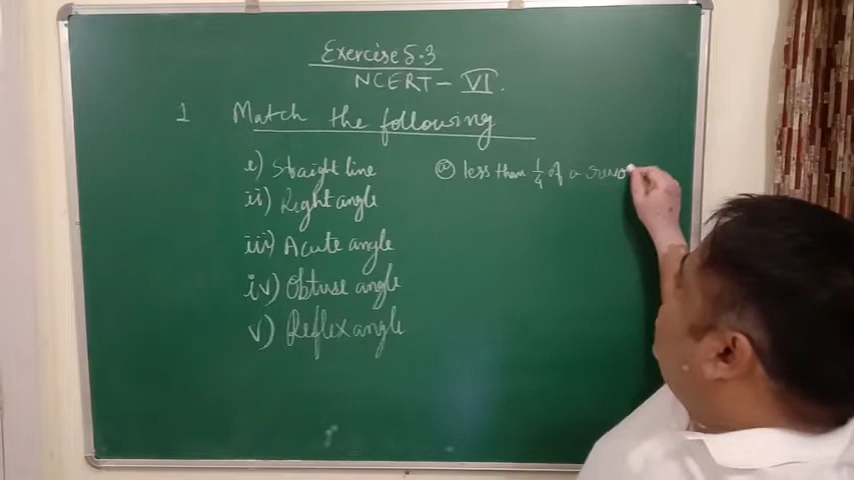 Exercise 5.3
NCERT - VI.
1 Match the following
i) Straight line
ⓐ less than 1/4 of a
ii) Right angle
iii) Acute angle
iv) Obtuse angle
v) Reflex angle